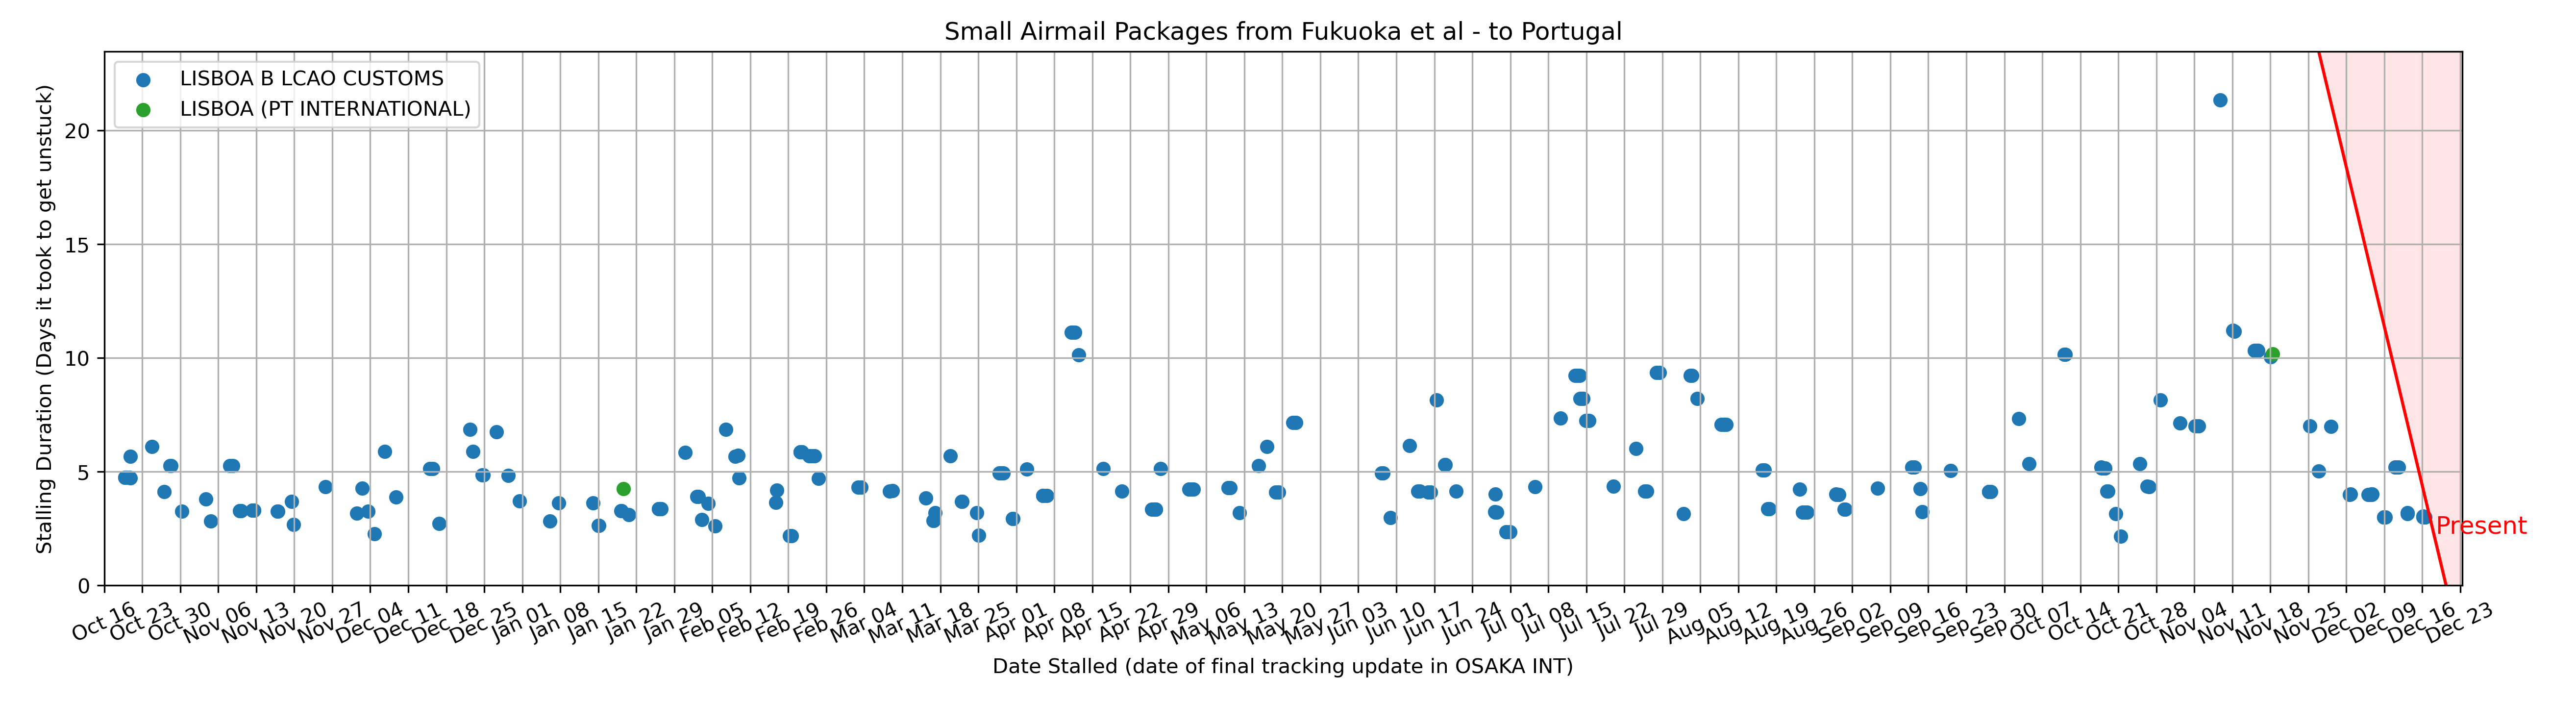 Small Airmail Packages from Fukuoka et al - to Portugal
LISBOA B LCAO CUSTOMS
LISBOA (PT INTERNATIONAL)
Stalling Duration (Days it took to get unstuck)
20
15
10
5
0
Present
Oct 16 Oct 23 Oct 30 Nov 06 Nov 13 Nov 20 Nov 27 Dec 04 Dec 11 Dec 18 Dec 25 Jan 01 Jan 08 Jan 15 Jan 22 Jan 29 Feb 05 Feb 12 Feb 19 Feb 26 Mar 04 Mar 11 Mar 18 Mar 25 Apr 01 Apr 08 Apr 15 Apr 22 Apr 29 May 06 May 13 May 20 May 27 Jun 03 Jun 10 Jun 17 Jun 24 Jul 01 Jul 08 Jul 15 Jul 22 Jul 29 Aug 05 Aug 12 Aug 19 Aug 26 Sep 02 Sep 09 Sep 16 Sep 23 Sep 30 Oct 07 Oct 14 Oct 21 Oct 28 Nov 04 Nov 11 Nov 18 Nov 25 Dec 02 Dec 09 Dec 16 Dec 23
Date Stalled (date of final tracking update in OSAKA INT)